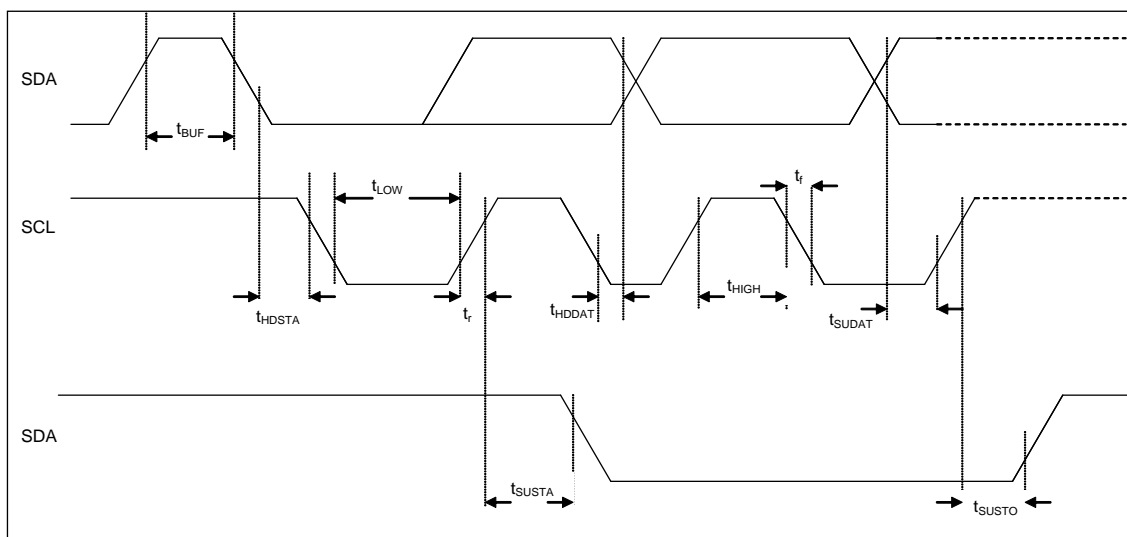 SDA
tBUF
tLOW
tf
SCL
tHDSTA
tr
tHDDAT
tHIGH
tSUDAT
SDA
tSUSTA
tSUSTO